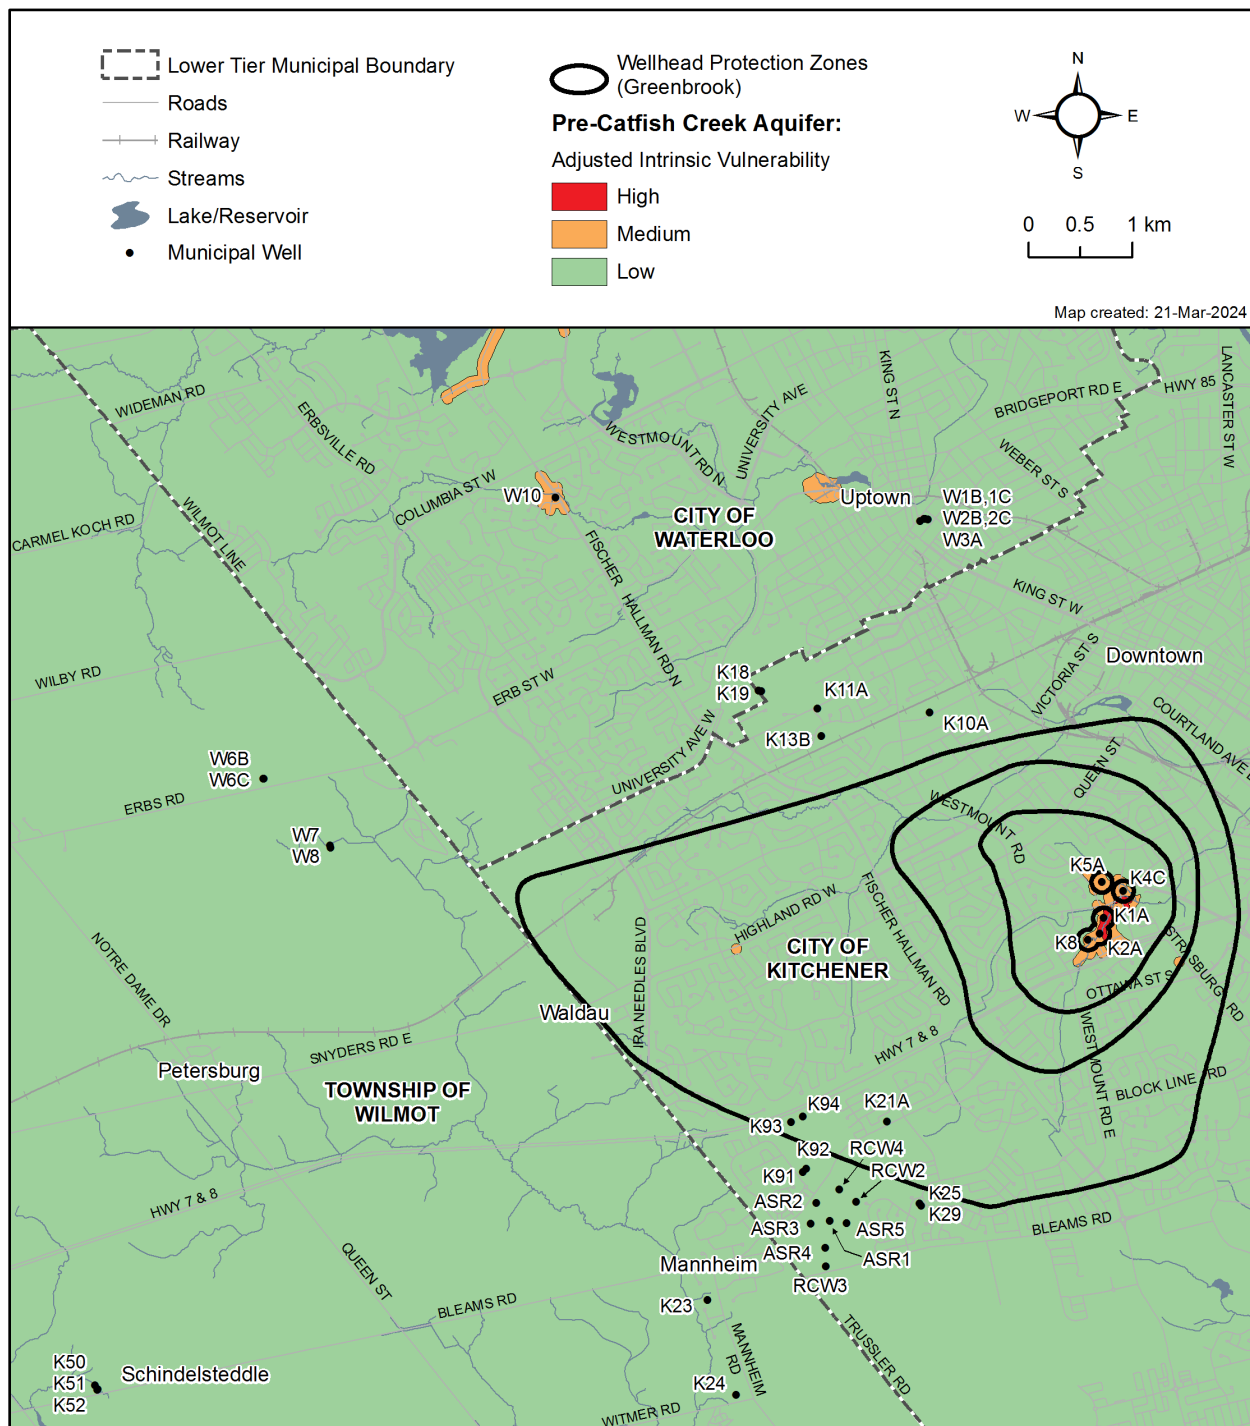 Lower Tier Municipal Boundary
Roads
Railway
Streams
Lake/Reservoir
Municipal Well
Wellhead Protection Zones
(Greenbrook)
Pre-Catfish Creek Aquifer:
Adjusted Intrinsic Vulnerability
High
Medium
Low
N
W
E
S
0 0.5 1 km
Map created: 21-Mar-2024
WIDEMAN RD
ERBSVILLE RD
WESTMOUNT RD N
UNIVERSITY AVE
KING ST N
BRIDGEPORT RD E
HWY 85
LANCASTER ST W
WEBER ST S
CARMEL KOCH RD
WILMOT LINE
COLUMBIA ST W
W10
Uptown
CITY OF
WATERLOO
W1B,1C
W2B,2C
W3A
FISCHER HALLMAN RD N
KING ST W
WILBY RD
ERB ST W
K18
K19
K11A
K13B
K10A
VICTORIA ST S
Downtown
COURTLAND AVE E
UNIVERSITY AVE W
W6B
W6C
ERBS RD
W7
W8
QUEEN ST
WESTMOUNT RD
K5A
K4C
K1A
K8
K2A
HIGHLAND RD W
FISCHER HALLMAN RD
CITY OF
KITCHENER
STRASBURG RD
OTTAWA ST S
IRA NEEDLES BLVD
NOTRE DAME DR
Waldau
HWY 7 & 8
SNYDERS RD E
Petersburg
TOWNSHIP OF
WILMOT
WESTMOUNT RD E
BLOCK LINE RD
K94
K93
K21A
K92
RCW4
K91
RCW2
ASR2
K25
K29
ASR3
ASR5
ASR4
ASR1
RCW3
BLEAMS RD
HWY 7 & 8
QUEEN ST
Mannheim
K23
BLEAMS RD
MANNHEIM RD
TRUSSLER RD
K24
WITMER RD
K50
K51
K52
Schindelsteddle